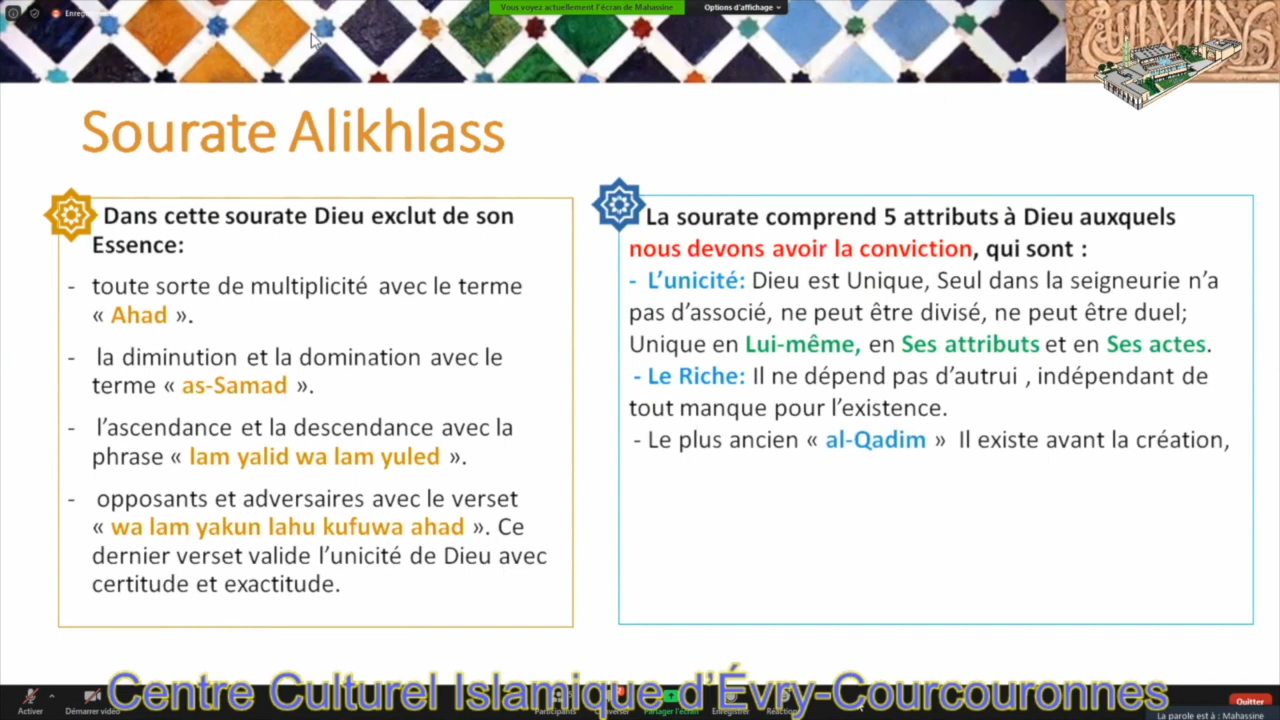 Enregistr
Vous voyez actuellement l'écran de Mahassine
Options d'affichage
Sourate Alikhlass
Dans cette sourate Dieu exclut de son
Essence:
- toute sorte de multiplicité avec le terme
« Ahad ».
- la diminution et la domination avec le
terme « as-Samad ».
- l'ascendance et la descendance avec la
phrase « lam yalid wa lam yuled ».
- opposants et adversaires avec le verset
« wa lam yakun lahu kufuwa ahad ». Ce
dernier verset valide l'unicité de Dieu avec
certitude et exactitude.
La sourate comprend 5 attributs à Dieu auxquels
nous devons avoir la conviction, qui sont :
- L'unicité: Dieu est Unique, Seul dans la seigneurie n'a
pas d'associé, ne peut être divisé, ne peut être duel;
Unique en Lui-même, en Ses attributs et en Ses actes.
- Le Riche: Il ne dépend pas d'autrui , indépendant de
tout manque pour l'existence.
- Le plus ancien « al-Qadim » Il existe avant la création,
Centre Culturel Islamique d'Évry-Courcouronnes
Activer
Démarrer vidéo
Participants
Converser
Partager l'écran
Enregistrer
Réactions
Quitter
La parole est à : Mahassine